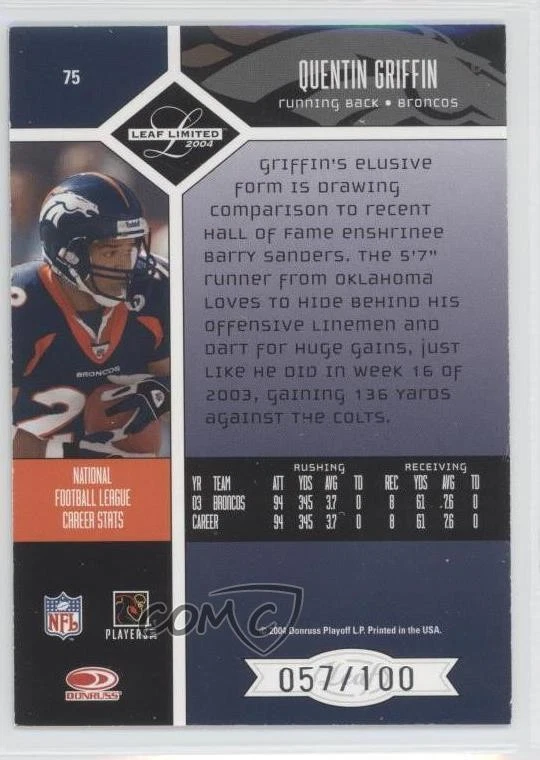 75
QUENTIN GRIFFIN
RUNNING BACK • BRONCOS
LEAF LIMITED
2004
GRIFFIN'S ELUSIVE
FORM IS DRAWING
COMPARISON TO RECENT
HALL OF FAME ENSHRINEE
BARRY SANDERS. THE 5'7"
RUNNER FROM OKLAHOMA
LOVES TO HIDE BEHIND HIS
OFFENSIVE LINEMEN AND
DART FOR HUGE GAINS, JUST
LIKE HE DID IN WEEK 16 OF
2003, GAINING 136 YARDS
AGAINST THE COLTS.
BRONCOS
NATIONAL
FOOTBALL LEAGUE
CAREER STATS
RUSHING RECEIVING
YR TEAM ATT YDS AVG TD REC YDS AVG TD
03 BRONCOS 94 345 3.7 0 8 61 7.6 0
CAREER 94 345 3.7 0 8 61 7.6 0
NFL
PLAYERS
COMC
© 2004 Donruss Playoff L.P. Printed in the USA.
DONRUSS
Leaf
057/100